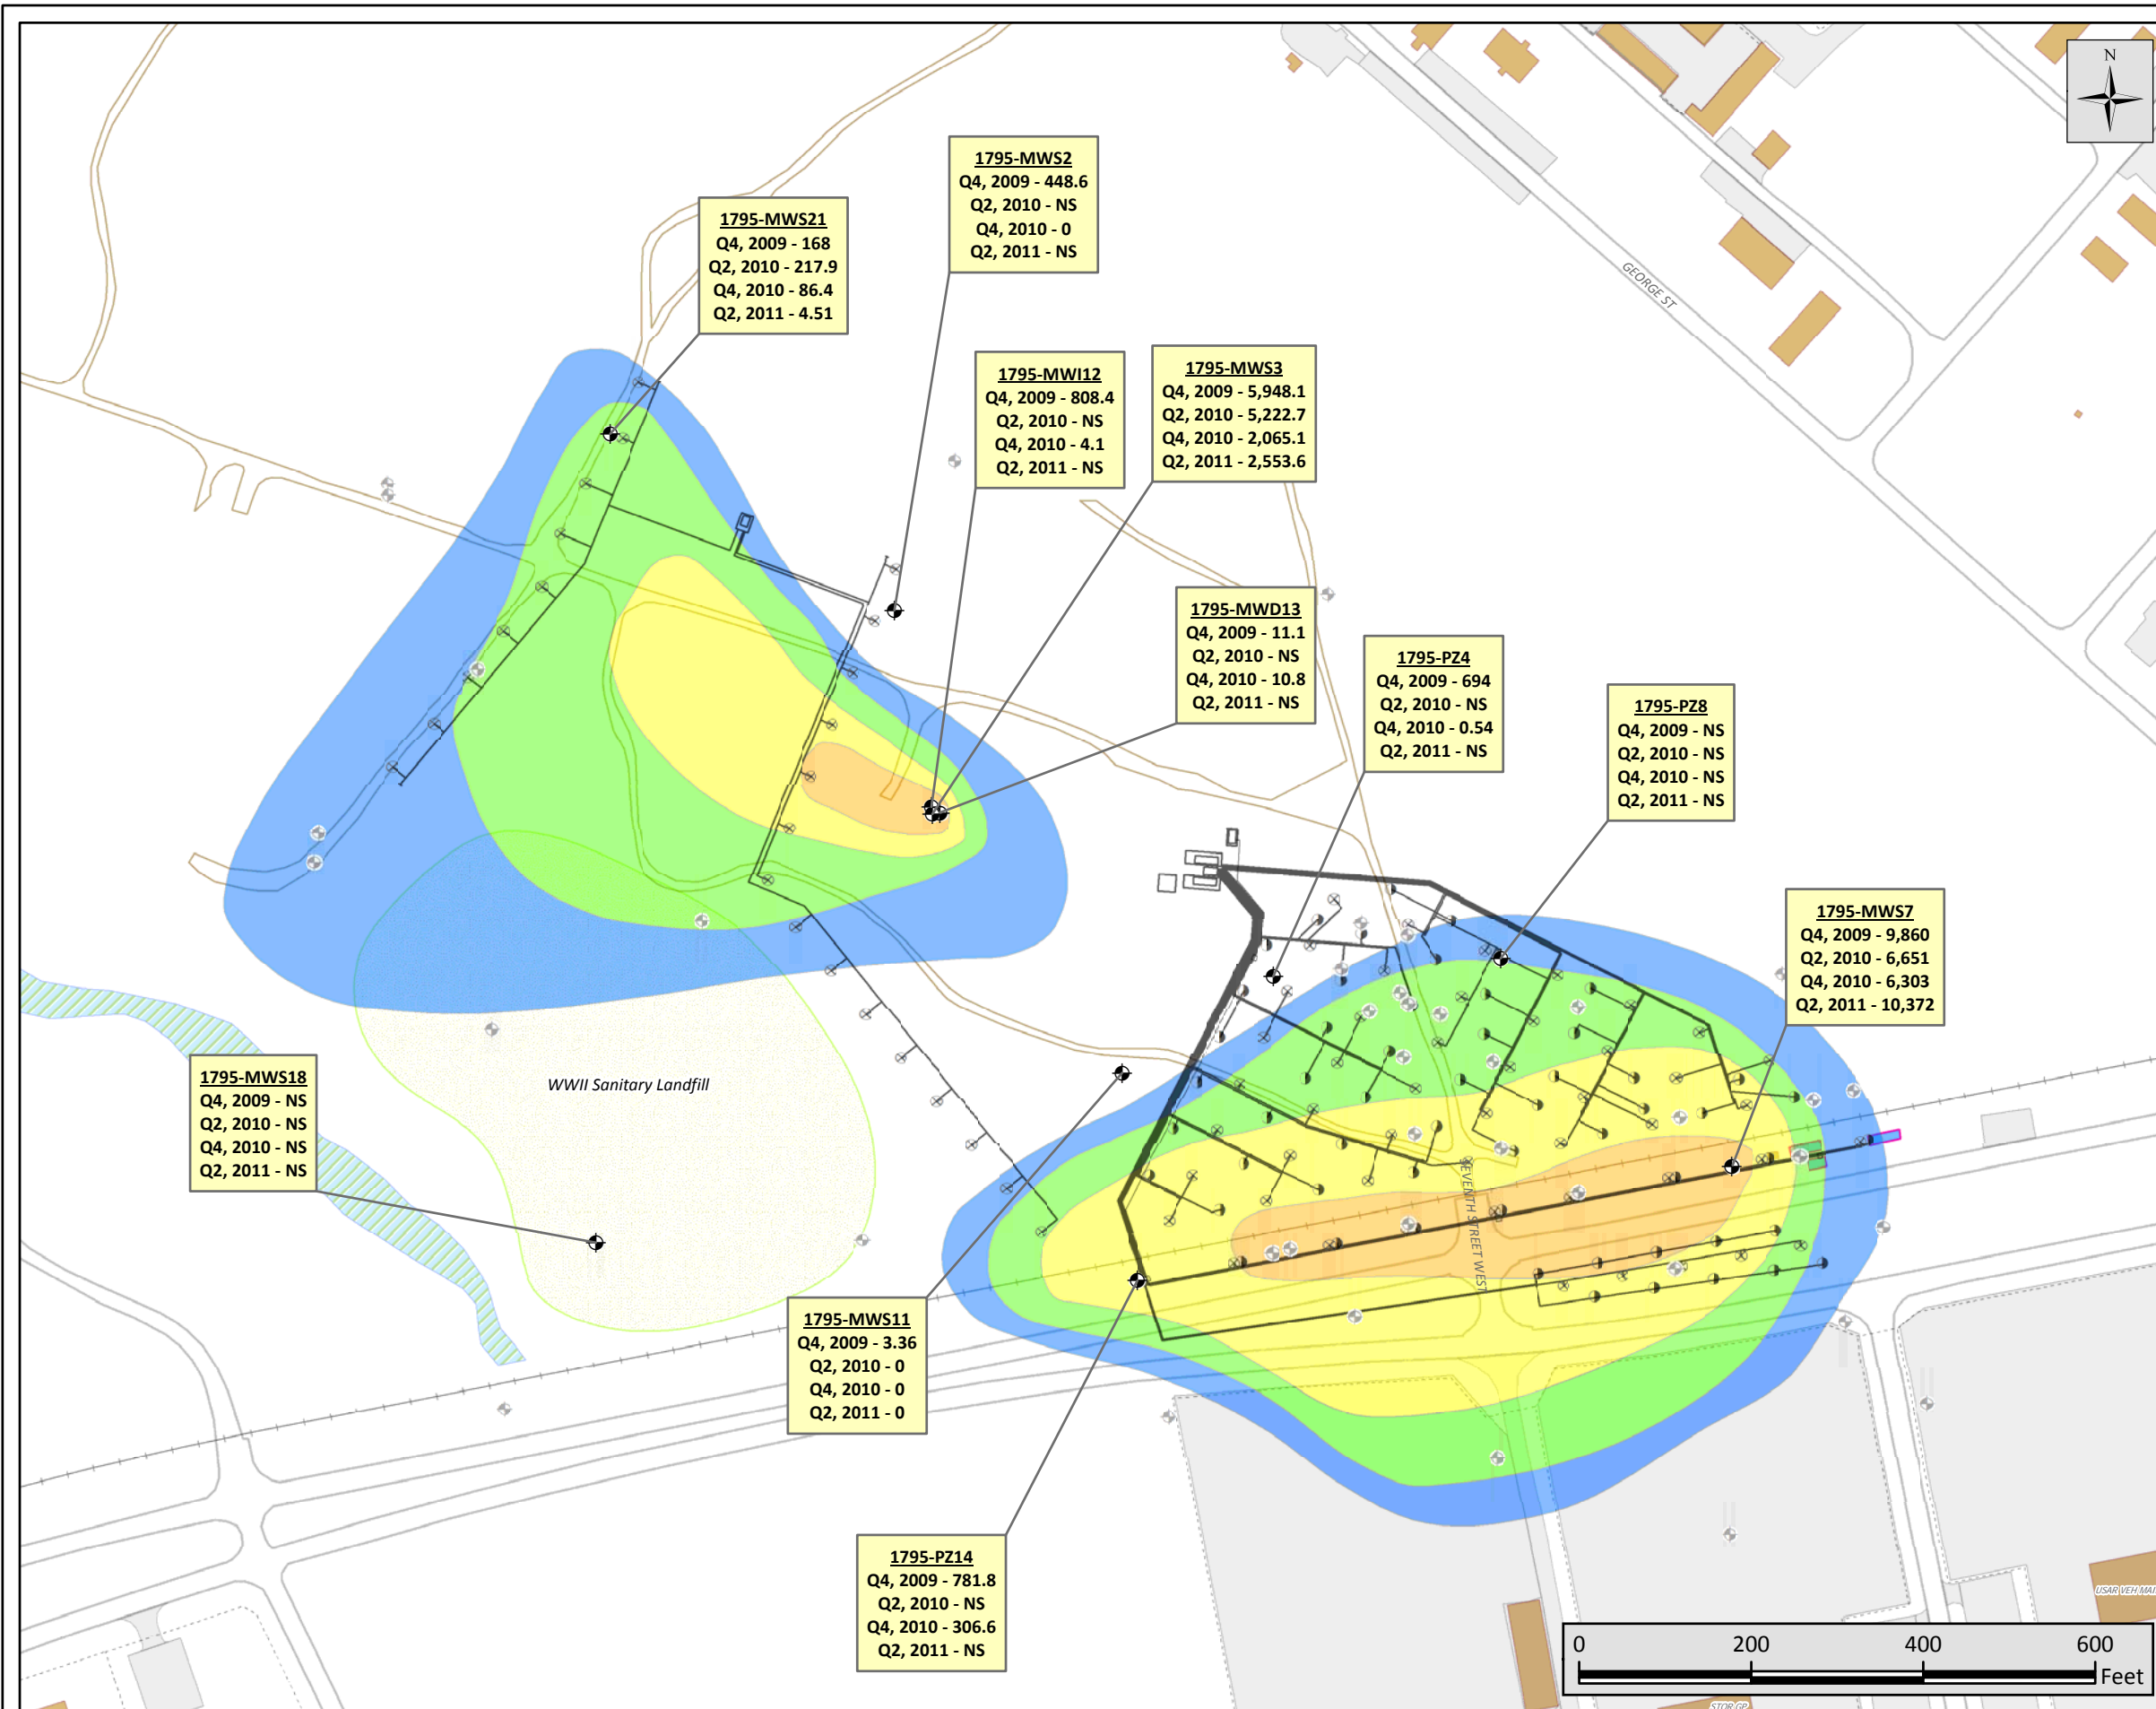 N
1795-MWS2
Q4, 2009 - 448.6
Q2, 2010 - NS
Q4, 2010 - 0
Q2, 2011 - NS
1795-MWS21
Q4, 2009 - 168
Q2, 2010 - 217.9
Q4, 2010 - 86.4
Q2, 2011 - 4.51
GEORGE ST
1795-MWI12
Q4, 2009 - 808.4
Q2, 2010 - NS
Q4, 2010 - 4.1
Q2, 2011 - NS
1795-MWS3
Q4, 2009 - 5,948.1
Q2, 2010 - 5,222.7
Q4, 2010 - 2,065.1
Q2, 2011 - 2,553.6
1795-MWD13
Q4, 2009 - 11.1
Q2, 2010 - NS
Q4, 2010 - 10.8
Q2, 2011 - NS
1795-PZ4
Q4, 2009 - 694
Q2, 2010 - NS
Q4, 2010 - 0.54
Q2, 2011 - NS
1795-PZ8
Q4, 2009 - NS
Q2, 2010 - NS
Q4, 2010 - NS
Q2, 2011 - NS
1795-MWS7
Q4, 2009 - 9,860
Q2, 2010 - 6,651
Q4, 2010 - 6,303
Q2, 2011 - 10,372
1795-MWS18
Q4, 2009 - NS
Q2, 2010 - NS
Q4, 2010 - NS
Q2, 2011 - NS
WWII Sanitary Landfill
SEVENTH STREET WEST
1795-MWS11
Q4, 2009 - 3.36
Q2, 2010 - 0
Q4, 2010 - 0
Q2, 2011 - 0
1795-PZ14
Q4, 2009 - 781.8
Q2, 2010 - NS
Q4, 2010 - 306.6
Q2, 2011 - NS
USAR VEH MAI
0 200 400 600
Feet
STOR GP